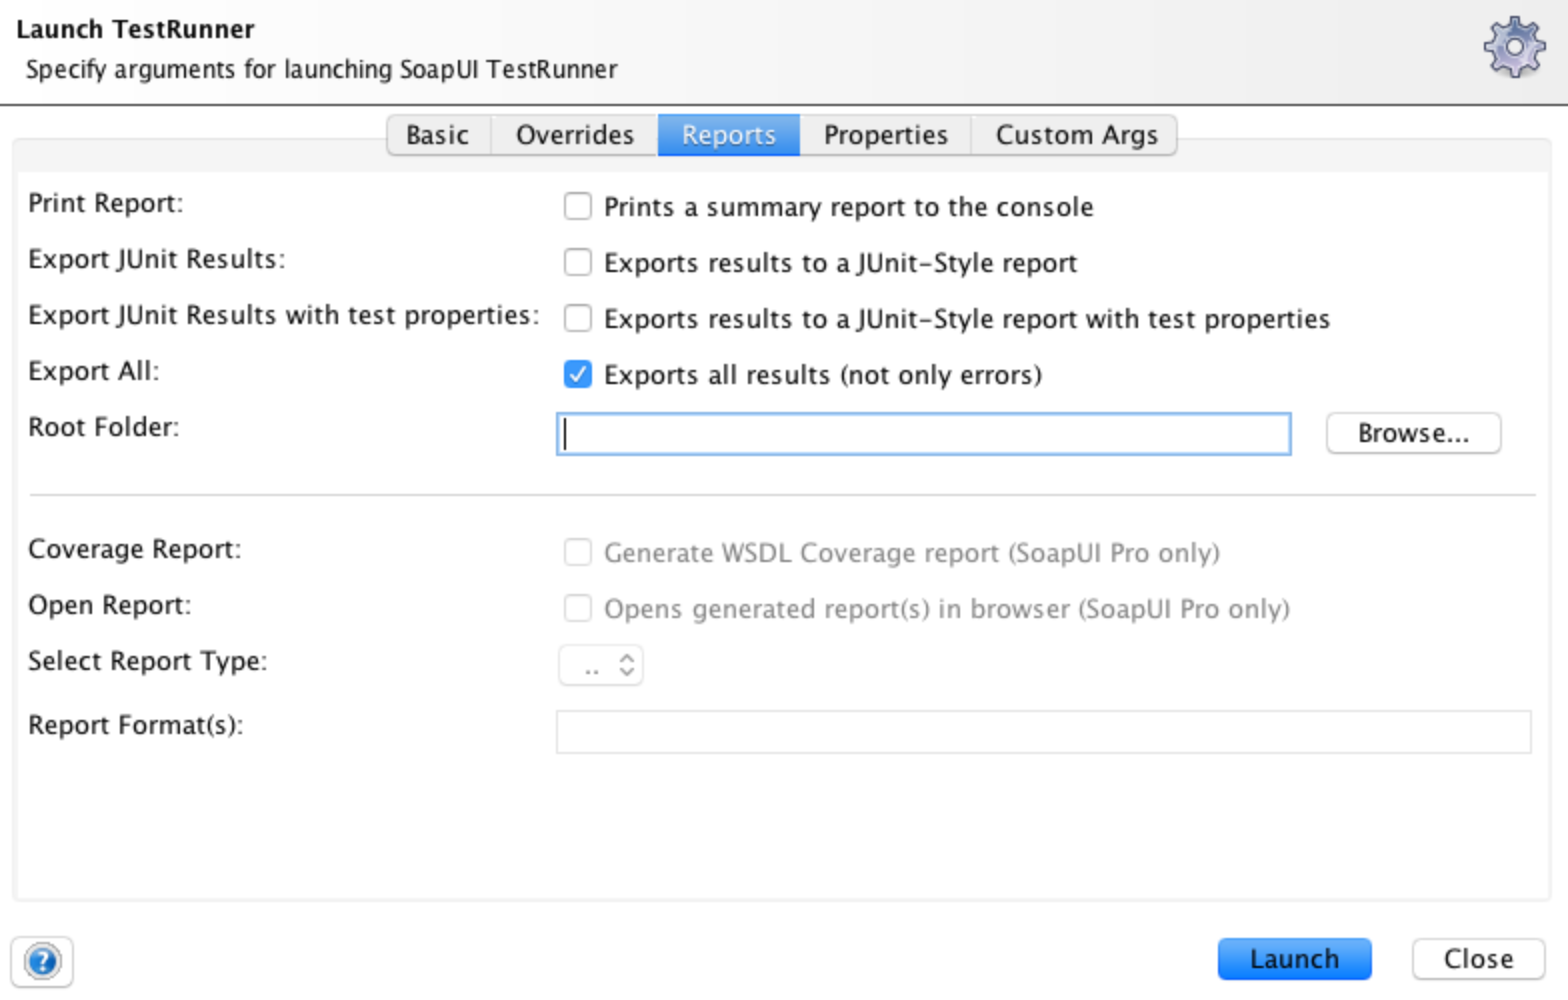 Launch TestRunner
Specify arguments for launching SoapUI TestRunner
Basic Overrides Reports Properties Custom Args
Print Report: Prints a summary report to the console
Export JUnit Results: Exports results to a JUnit-Style report
Export JUnit Results with test properties: Exports results to a JUnit-Style report with test properties
Export All: Exports all results (not only errors)
Root Folder: Browse...
Coverage Report: Generate WSDL Coverage report (SoapUI Pro only)
Open Report: Opens generated report(s) in browser (SoapUI Pro only)
Select Report Type: ..
Report Format(s):
? Launch Close